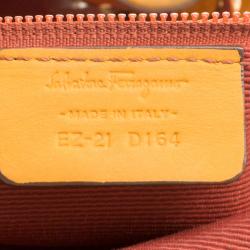 Salvatore Ferragamo
-MADE IN ITALY-
EZ-21 D164